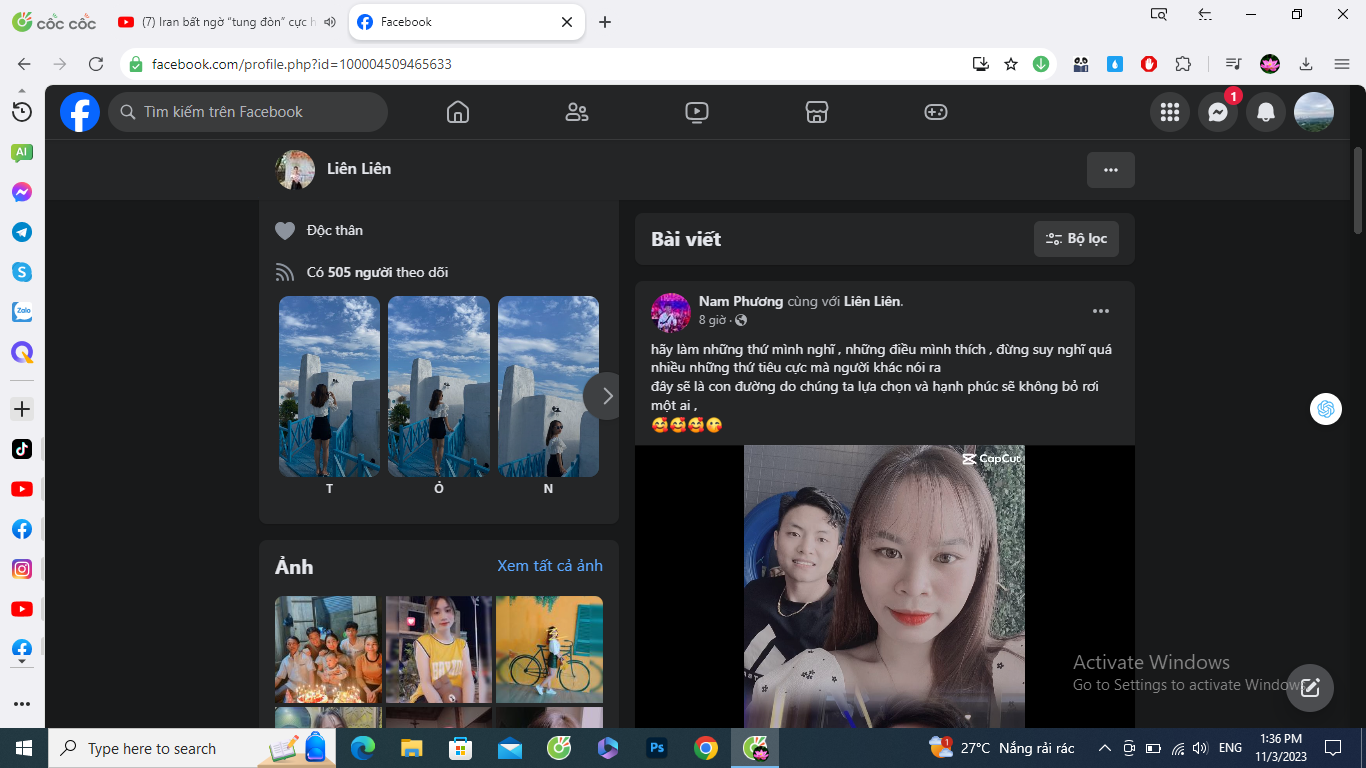 cốc cốc
(7) Iran bất ngờ “tung đòn” cực h
Facebook
facebook.com/profile.php?id=100004509465633
Tìm kiếm trên Facebook
1
AI
Zalo
Liên Liên
Độc thân
Có 505 người theo dõi
T
Ỏ
N
Ảnh
Xem tất cả ảnh
Bài viết
Bộ lọc
Nam Phương cùng với Liên Liên.
8 giờ ·
hãy làm những thứ mình nghĩ , những điều mình thích , đừng suy nghĩ quá
nhiều những thứ tiêu cực mà người khác nói ra
đây sẽ là con đường do chúng ta lựa chọn và hạnh phúc sẽ không bỏ rơi
một ai ,
🥰🥰🥰😘
CapCut
Activate Windows
Go to Settings to activate Windows
Type here to search
Ps
1
27°C Nắng rải rác
ENG
1:36 PM
11/3/2023